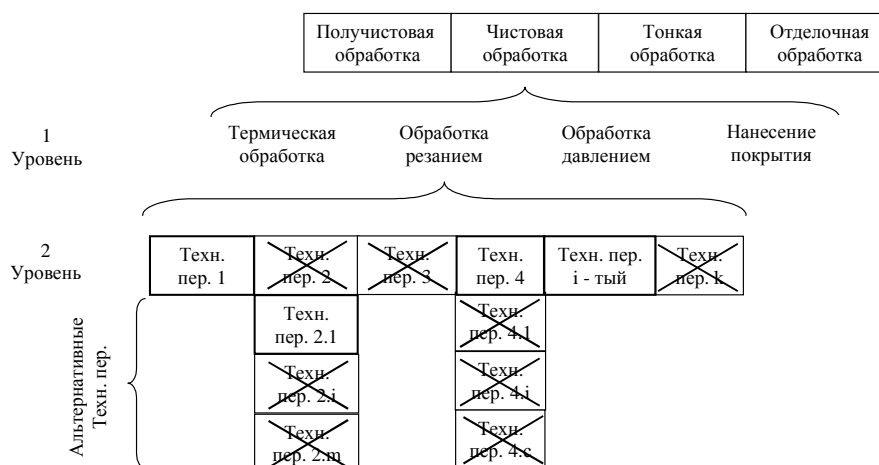 Получистовая
обработка
Чистовая
обработка
Тонкая
обработка
Отделочная
обработка
1
Уровень
Термическая
обработка
Обработка
резанием
Обработка
давлением
Нанесение
покрытия
2
Уровень
Техн.
пер. 1
Техн.
пер. 2
Техн.
пер. 3
Техн.
пер. 4
Техн. пер.
i - тый
Техн.
пер. k
Альтернативные
Техн. пер.
Техн.
пер. 2.1
Техн.
пер. 4.1
Техн.
пер. 2.i
Техн.
пер. 4.i
Техн.
пер. 2.m
Техн.
пер. 4.c